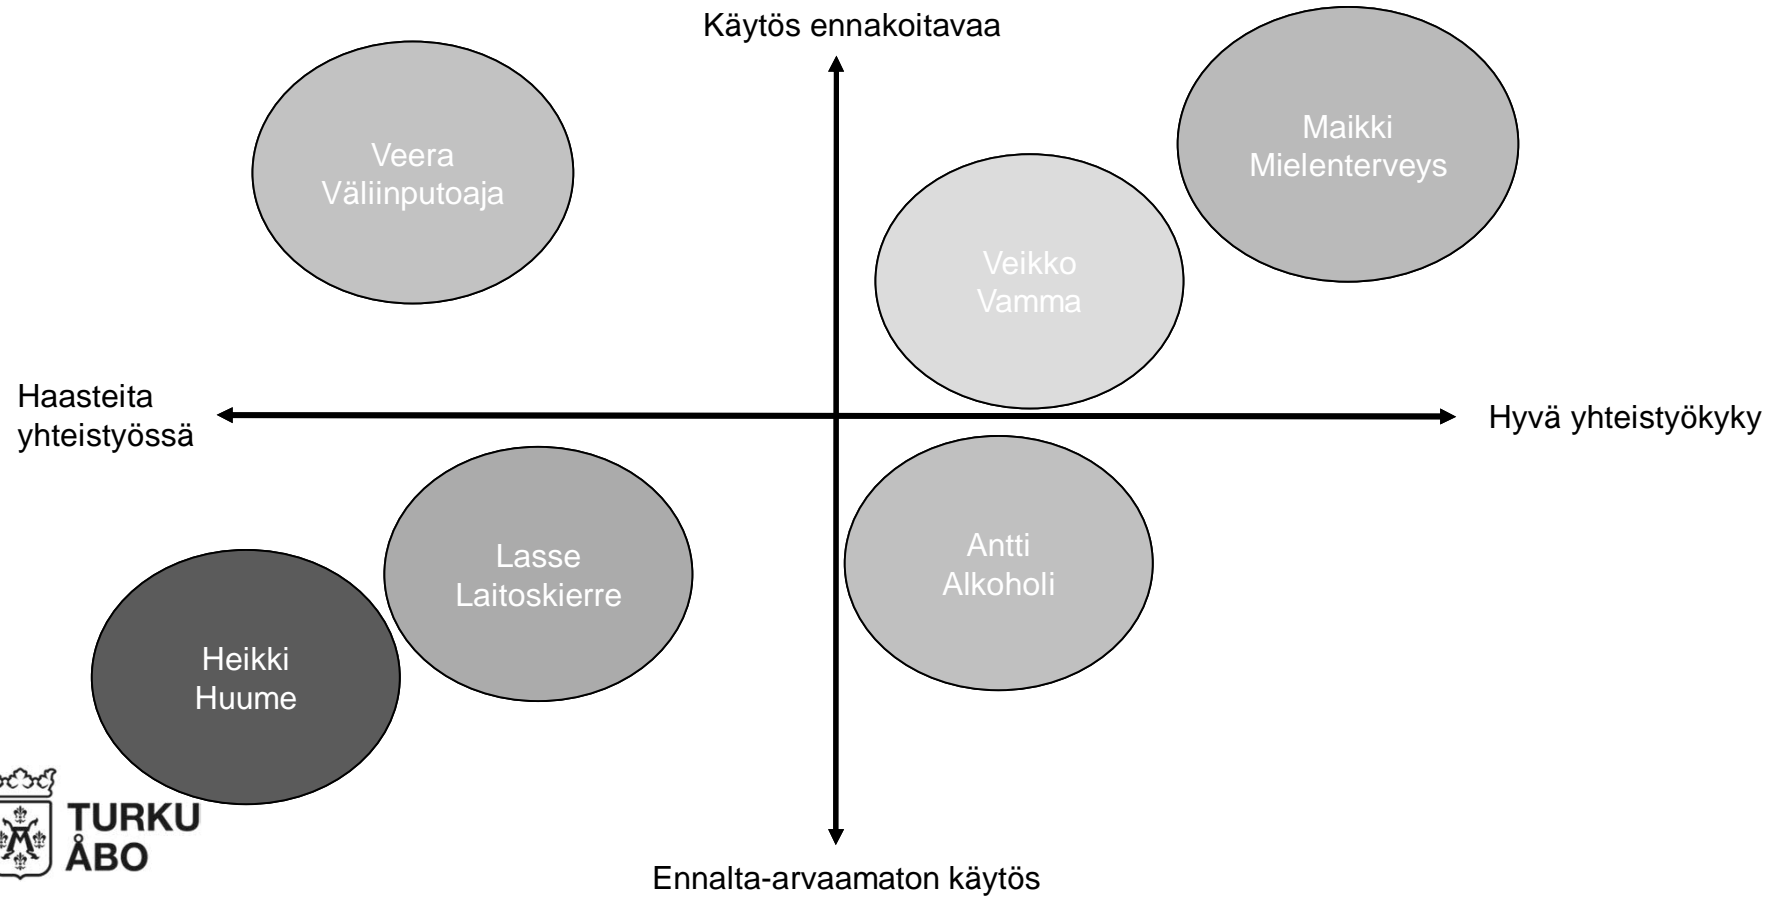 Käytös ennakoitavaa
Veera
Väliinputoaja
Maikki
Mielenterveys
Veikko
Vamma
Haasteita
yhteistyössä
Hyvä yhteistyökyky
Lasse
Laitoskierre
Antti
Alkoholi
Heikki
Huume
TURKU
ÅBO
Ennalta-arvaamaton käytös